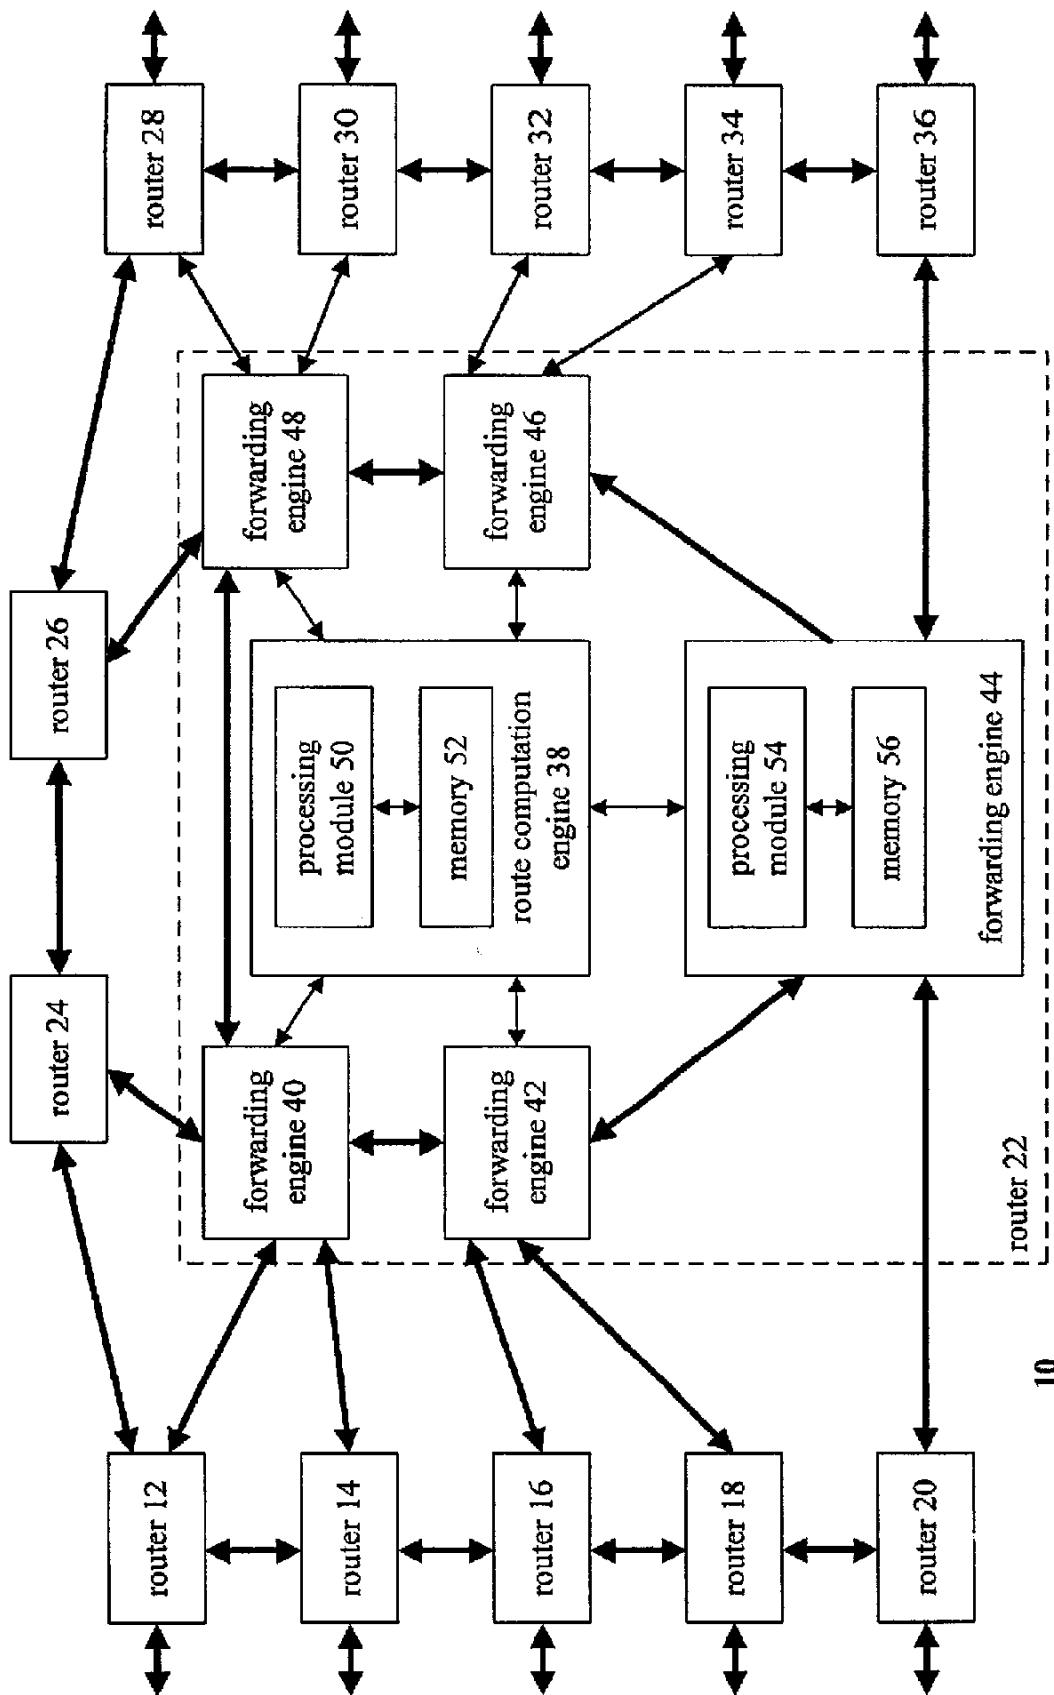 router 24
router 26
router 12
router 14
router 16
router 18
router 20
forwarding
engine 40
forwarding
engine 42
processing
module 50
memory 52
route computation
engine 38
processing
module 54
memory 56
forwarding engine 44
forwarding
engine 48
forwarding
engine 46
router 28
router 30
router 32
router 34
router 36
router 22
10